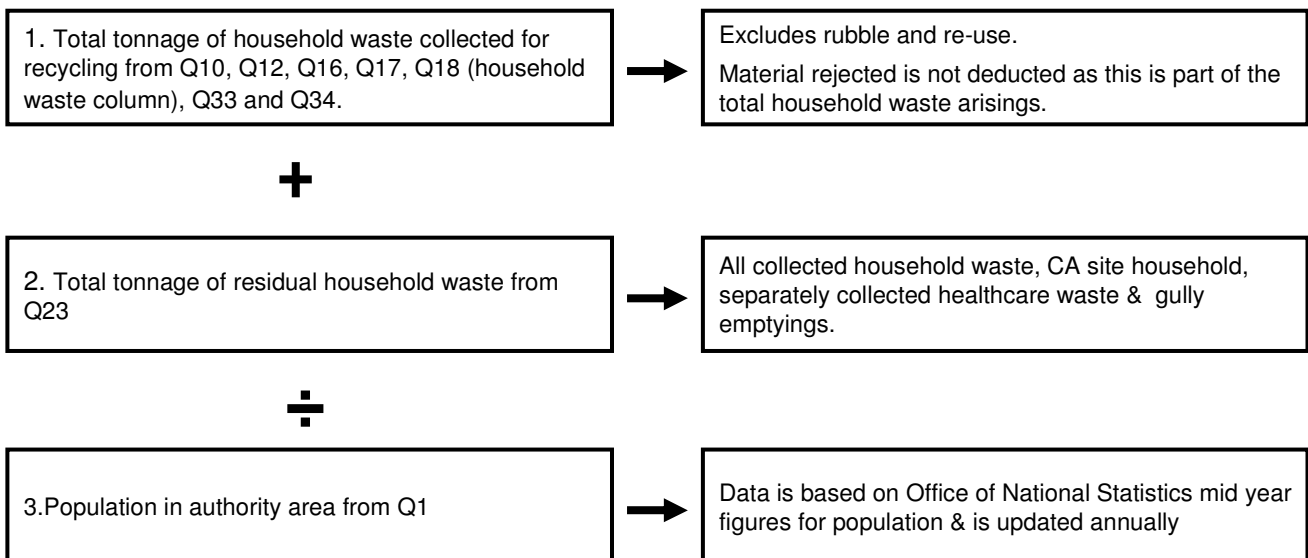 1. Total tonnage of household waste collected for
recycling from Q10, Q12, Q16, Q17, Q18 (household
waste column), Q33 and Q34.
Excludes rubble and re-use.
Material rejected is not deducted as this is part of the
total household waste arisings.
+
2. Total tonnage of residual household waste from
Q23
All collected household waste, CA site household,
separately collected healthcare waste & gully
emptyings.
÷
3.Population in authority area from Q1
Data is based on Office of National Statistics mid year
figures for population & is updated annually